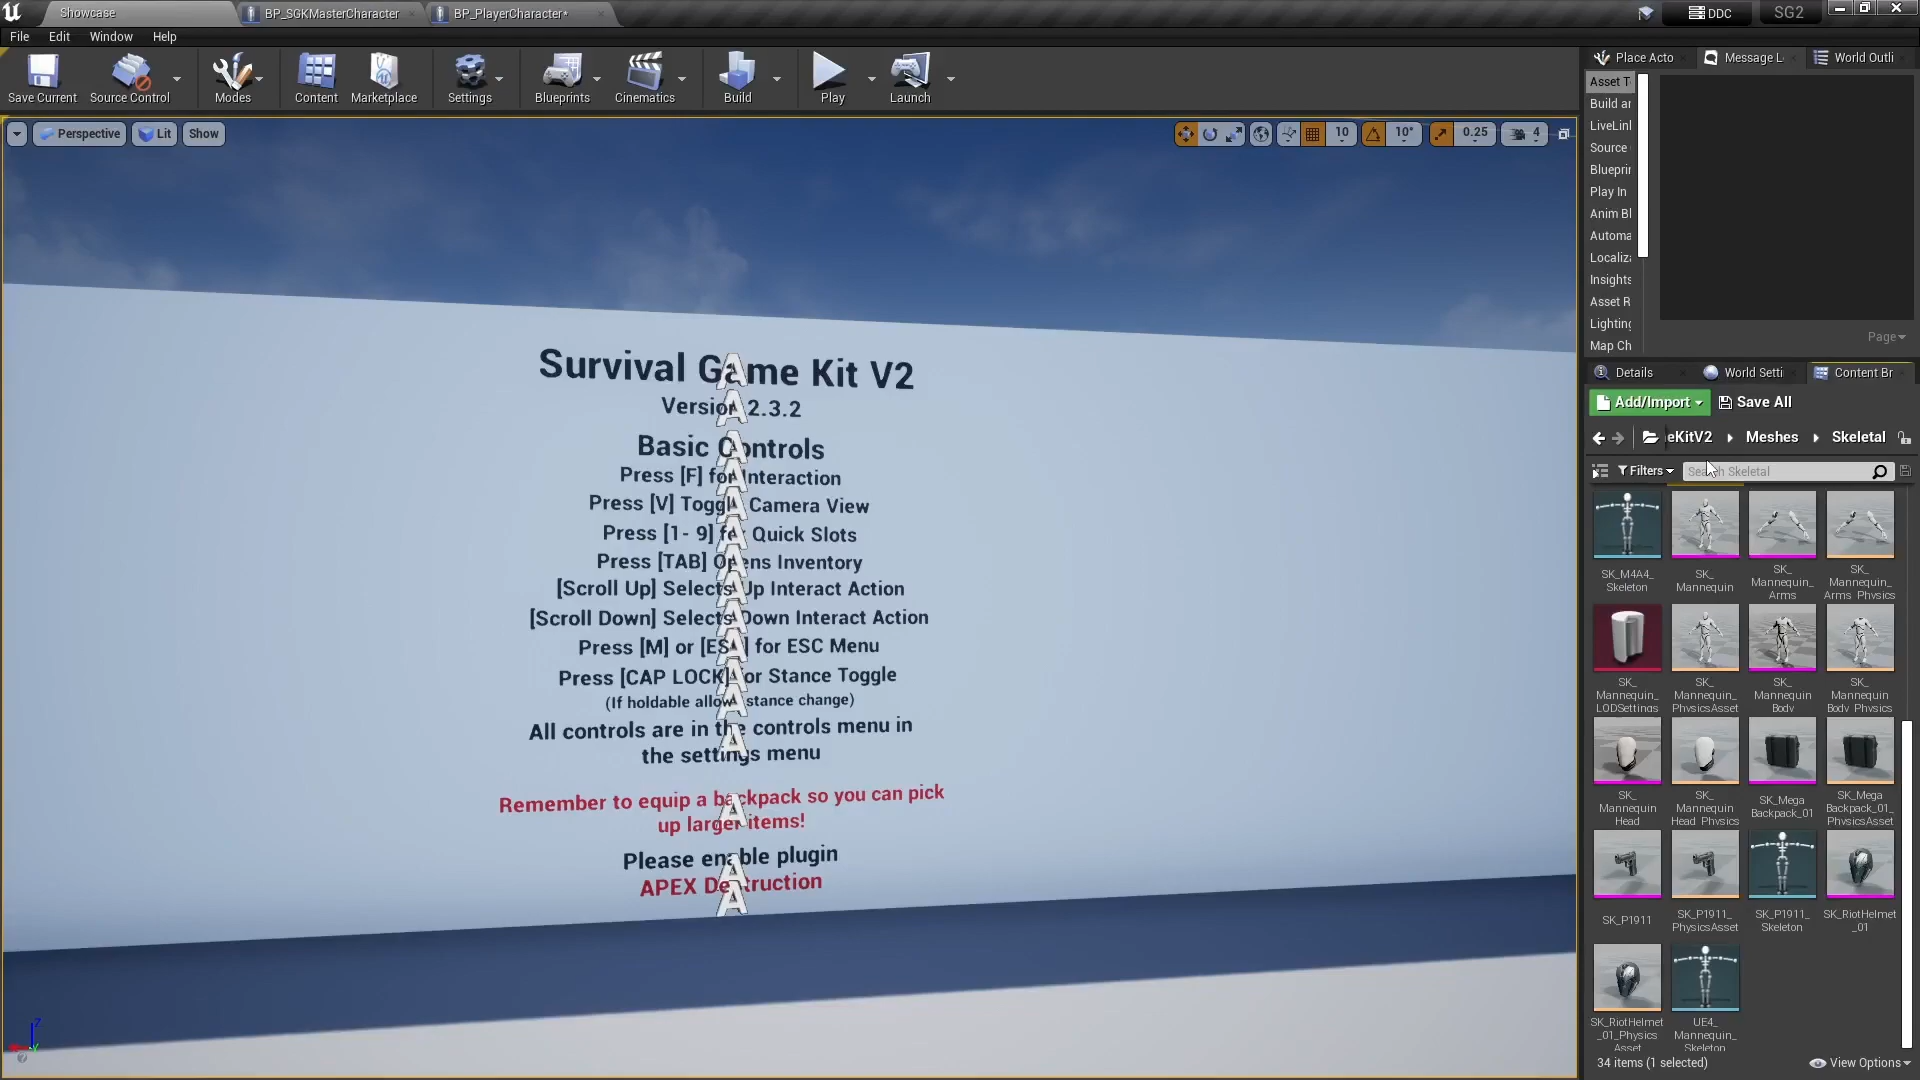 Showcase
BP_SGKMasterCharacter
BP_PlayerCharacter*
DDC
SG2
File
Edit
Window
Help
Save Current
Source Control
Modes
Content
Marketplace
Settings
Blueprints
Cinematics
Build
Play
Launch
Place Acto
Message L
World Outli
Perspective
Lit
Show
10
10°
0.25
4
Asset T
Build ar
LiveLinl
Source
Blueprir
Play In
Anim Bl
Automa
Localiza
Insights
Asset R
Lighting
Map Ch
Page
Survival Game Kit V2
Version 2.3.2
Basic Controls
Press [F] for Interaction
Press [V] Toggle Camera View
Press [1- 9] for Quick Slots
Press [TAB] Opens Inventory
[Scroll Up] Selects Up Interact Action
[Scroll Down] Selects Down Interact Action
Press [M] or [ESC] for ESC Menu
Press [CAP LOCK] for Stance Toggle
(If holdable allows stance change)
All controls are in the controls menu in
the settings menu
Remember to equip a backpack so you can pick
up larger items!
Please enable plugin
APEX Destruction
Details
World Setti
Content Br
Add/Import
Save All
eKitV2
Meshes
Skeletal
Filters
Search Skeletal
SK_M4A4_
Skeleton
SK_
Mannequin
SK_
Mannequin_
Arms
SK_
Mannequin_
Arms_Physics
SK_
Mannequin_
LODSettings
SK_
Mannequin_
PhysicsAsset
SK_
Mannequin
Body
SK_
Mannequin
Body_Physics
SK_
Mannequin
Head
SK_
Mannequin
Head_Physics
SK_Mega
Backpack_01
SK_Mega
Backpack_01_
PhysicsAsset
SK_P1911
SK_P1911_
PhysicsAsset
SK_P1911_
Skeleton
SK_RiotHelmet
_01
SK_RiotHelmet
_01_Physics
Asset
UE4_
Mannequin_
Skeleton
34 items (1 selected)
View Options